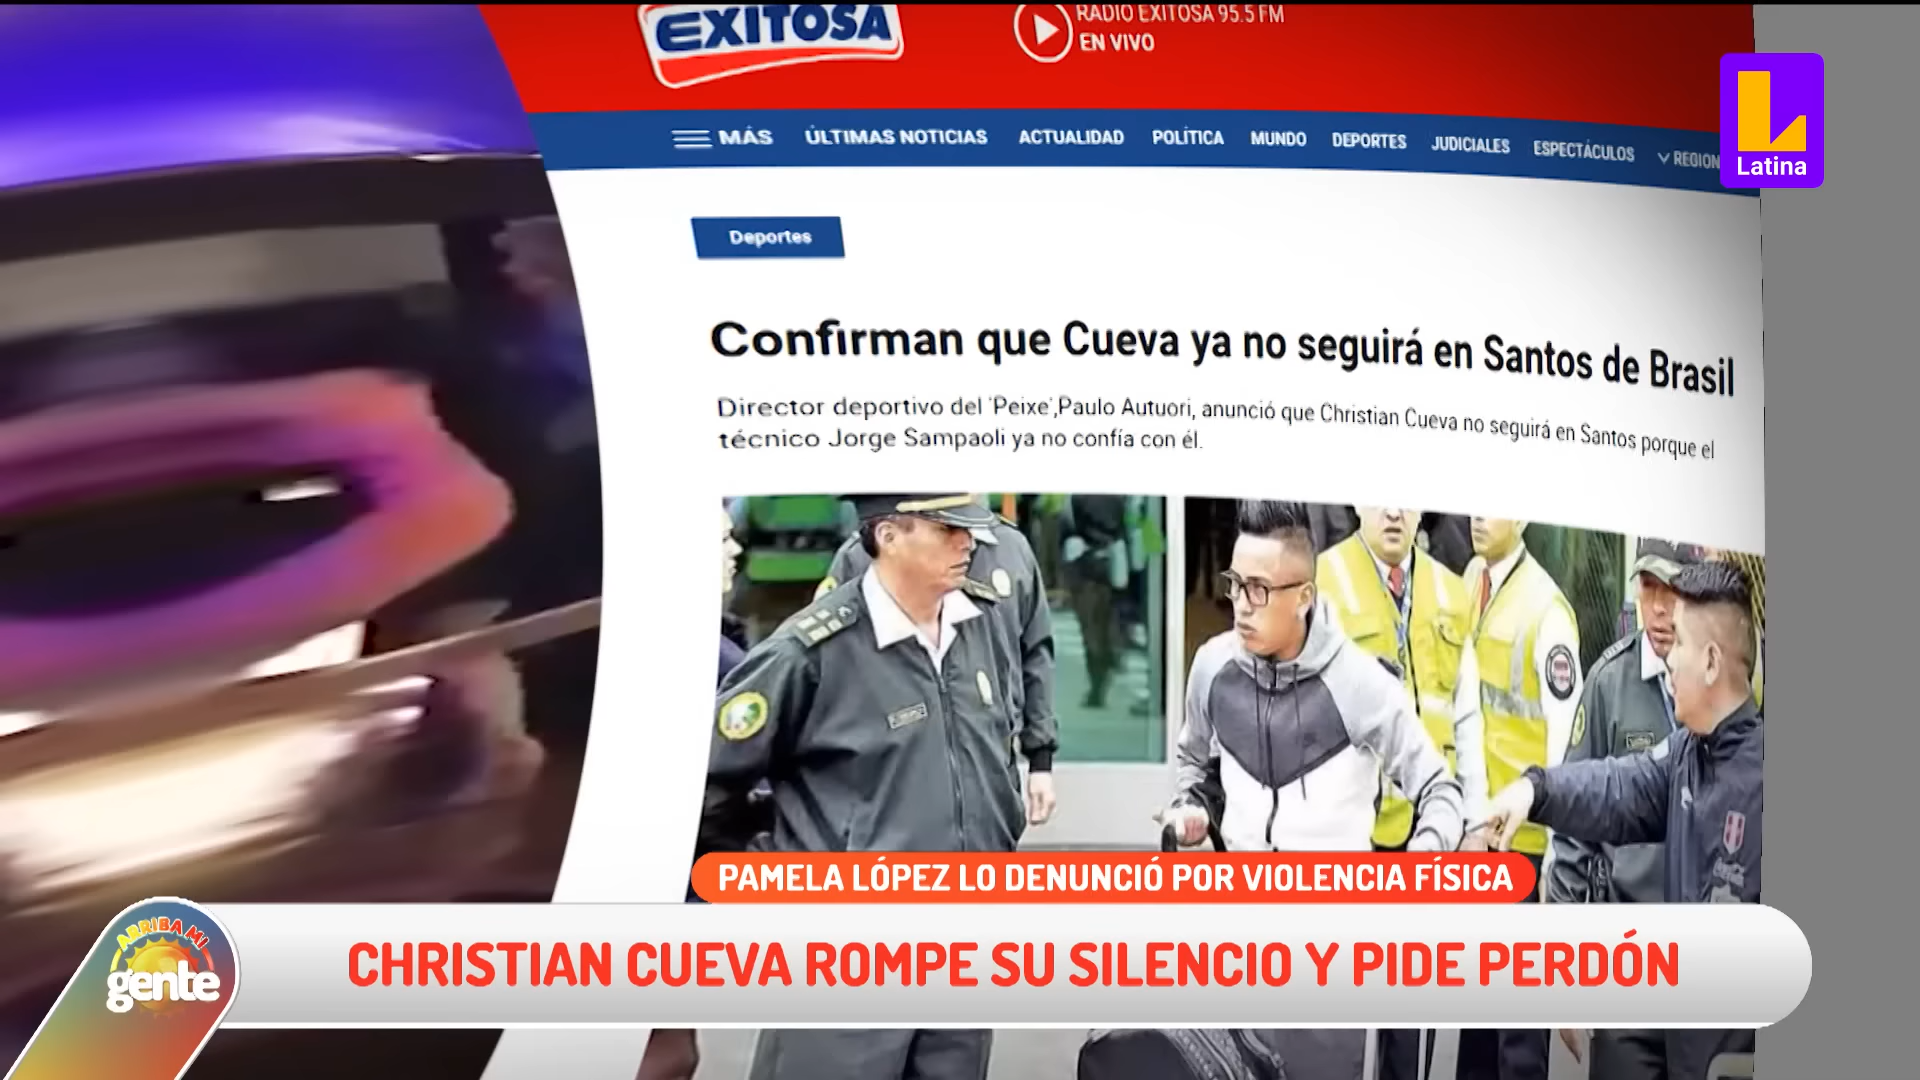 EXITOSA
RADIO EXITOSA 95.5 FM
EN VIVO
Latina
MÁS ÚLTIMAS NOTICIAS ACTUALIDAD POLÍTICA MUNDO DEPORTES JUDICIALES ESPECTÁCULOS REGION
Deportes
Confirman que Cueva ya no seguirá en Santos de Brasil
Director deportivo del 'Peixe',Paulo Autuori, anunció que Christian Cueva no seguirá en Santos porque el
técnico Jorge Sampaoli ya no confía con él.
PAMELA LÓPEZ LO DENUNCIÓ POR VIOLENCIA FÍSICA
ARRIBA MI
gente
CHRISTIAN CUEVA ROMPE SU SILENCIO Y PIDE PERDÓN